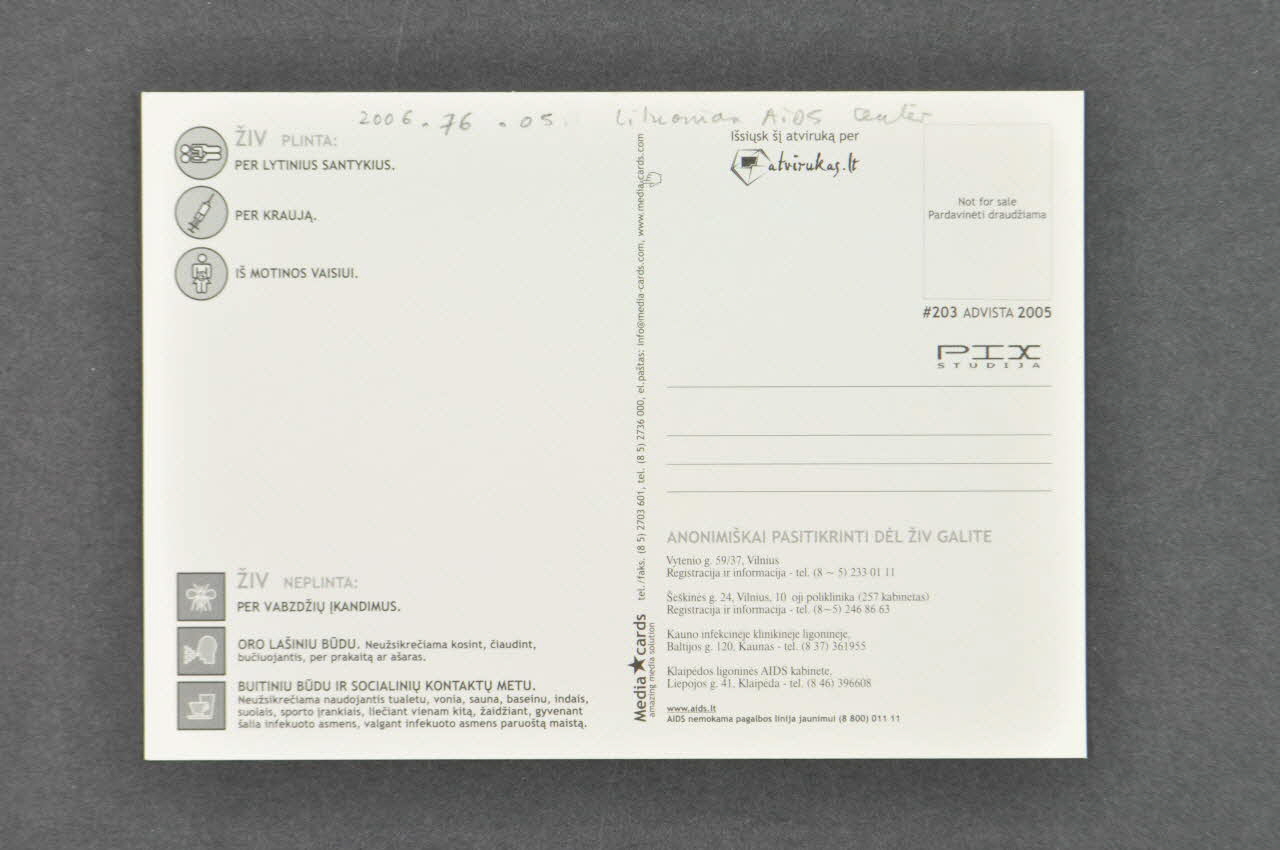 2006.76.05. Lituanian AIDS Center
ŽIV PLINTA:
PER LYTINIUS SANTYKIUS.
PER KRAUJĄ.
IŠ MOTINOS VAISIUI.
ŽIV NEPLINTA:
PER VABZDŽIŲ ĮKANDIMUS.
ORO LAŠINIU BŪDU. Neužsikrečiama kosint, čiaudint,
bučiuojantis, per prakaitą ar ašaras.
BUITINIU BŪDU IR SOCIALINIŲ KONTAKTŲ METU.
Neužsikrečiama naudojantis tualetu, vonia, sauna, baseinu, indais,
suolais, sporto įrankiais, liečiant vienam kitą, žaidžiant, gyvenant
šalia infekuoto asmens, valgant infekuoto asmens paruoštą maistą.
Media cards tel./faks. (8 5) 2703 601, tel. (8 5) 2736 000, el.paštas: info@media-cards.com, www.media-cards.com
amazing media solution
Išsiųsk šį atviruką per
atvirukas.lt
Not for sale
Pardavinėti draudžiama
#203 ADVISTA 2005
PIX
STUDIJA
ANONIMIŠKAI PASITIKRINTI DĖL ŽIV GALITE
Vytenio g. 59/37, Vilnius
Registracija ir informacija - tel. (8 ~ 5) 233 01 11
Šeškinės g. 24, Vilnius, 10 oji poliklinika (257 kabinetas)
Registracija ir informacija - tel. (8~5) 246 86 63
Kauno infekcinėje klinikinėje ligoninėje,
Baltijos g. 120, Kaunas - tel. (8 37) 361955
Klaipėdos ligoninės AIDS kabinete,
Liepojos g. 41, Klaipėda - tel. (8 46) 396608
www.aids.lt
AIDS nemokama pagalbos linija jaunimui (8 800) 011 11